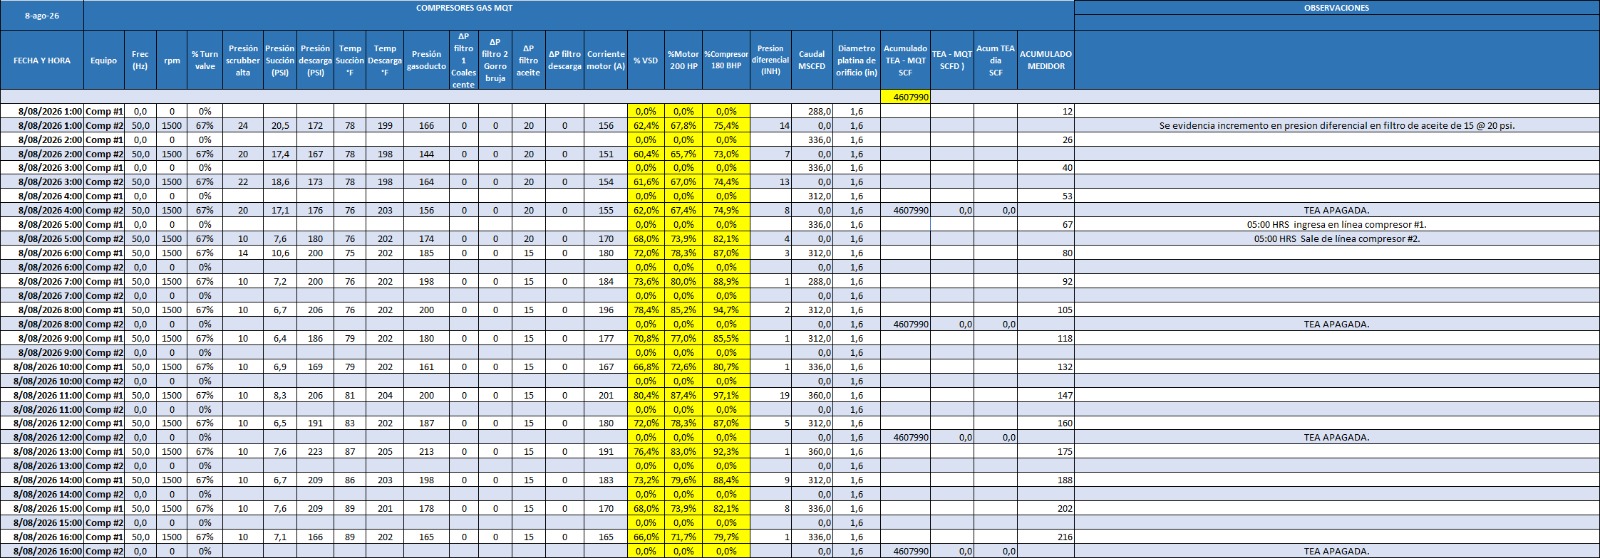 8-ago-26 COMPRESORES GAS MQT OBSERVACIONES
FECHA Y HORA Equipo Frec (Hz) rpm % Turn valve Presión scrubber alta Presión Succión (PSI) Presión descarga (PSI) Temp Succión °F Temp Descarga °F Presión gasoducto ΔP filtro 1 Coales cente ΔP filtro 2 Gorro bruja ΔP filtro aceite ΔP filtro descarga Corriente motor (A) % VSD %Motor 200 HP %Compresor 180 BHP Presion diferencial (INH) Caudal MSCFD Diametro platina de orificio (in) Acumulado TEA - MQT SCF TEA - MQT SCFD ) Acum TEA dia SCF ACUMULADO MEDIDOR
4607990
8/08/2026 1:00 Comp #1 0,0 0 0% 0,0% 0,0% 0,0% 288,0 1,6 12
8/08/2026 1:00 Comp #2 50,0 1500 67% 24 20,5 172 78 199 166 0 0 20 0 156 62,4% 67,8% 75,4% 14 0,0 1,6 Se evidencia incremento en presion diferencial en filtro de aceite de 15 @ 20 psi.
8/08/2026 2:00 Comp #1 0,0 0 0% 0,0% 0,0% 0,0% 336,0 1,6 26
8/08/2026 2:00 Comp #2 50,0 1500 67% 20 17,4 167 78 198 144 0 0 20 0 151 60,4% 65,7% 73,0% 7 0,0 1,6
8/08/2026 3:00 Comp #1 0,0 0 0% 0,0% 0,0% 0,0% 336,0 1,6 40
8/08/2026 3:00 Comp #2 50,0 1500 67% 22 18,6 173 78 198 164 0 0 20 0 154 61,6% 67,0% 74,4% 13 0,0 1,6
8/08/2026 4:00 Comp #1 0,0 0 0% 0,0% 0,0% 0,0% 312,0 1,6 53
8/08/2026 4:00 Comp #2 50,0 1500 67% 20 17,1 176 76 203 156 0 0 20 0 155 62,0% 67,4% 74,9% 8 0,0 1,6 4607990 0,0 0,0 TEA APAGADA.
8/08/2026 5:00 Comp #1 0,0 0 0% 0,0% 0,0% 0,0% 336,0 1,6 67 05:00 HRS ingresa en línea compresor #1.
8/08/2026 5:00 Comp #2 50,0 1500 67% 10 7,6 180 76 202 174 0 0 20 0 170 68,0% 73,9% 82,1% 4 0,0 1,6 05:00 HRS Sale de línea compresor #2.
8/08/2026 6:00 Comp #1 50,0 1500 67% 14 10,6 200 75 202 185 0 0 15 0 180 72,0% 78,3% 87,0% 3 312,0 1,6 80
8/08/2026 6:00 Comp #2 0,0 0 0% 0,0% 0,0% 0,0% 0,0 1,6
8/08/2026 7:00 Comp #1 50,0 1500 67% 10 7,2 200 76 202 198 0 0 15 0 184 73,6% 80,0% 88,9% 1 288,0 1,6 92
8/08/2026 7:00 Comp #2 0,0 0 0% 0,0% 0,0% 0,0% 0,0 1,6
8/08/2026 8:00 Comp #1 50,0 1500 67% 10 6,7 206 76 202 200 0 0 15 0 196 78,4% 85,2% 94,7% 2 312,0 1,6 105
8/08/2026 8:00 Comp #2 0,0 0 0% 0,0% 0,0% 0,0% 0,0 1,6 4607990 0,0 0,0 TEA APAGADA.
8/08/2026 9:00 Comp #1 50,0 1500 67% 10 6,4 186 79 202 180 0 0 15 0 177 70,8% 77,0% 85,5% 1 312,0 1,6 118
8/08/2026 9:00 Comp #2 0,0 0 0% 0,0% 0,0% 0,0% 0,0 1,6
8/08/2026 10:00 Comp #1 50,0 1500 67% 10 6,9 169 79 202 161 0 0 15 0 167 66,8% 72,6% 80,7% 1 336,0 1,6 132
8/08/2026 10:00 Comp #2 0,0 0 0% 0,0% 0,0% 0,0% 0,0 1,6
8/08/2026 11:00 Comp #1 50,0 1500 67% 10 8,3 206 81 204 200 0 0 15 0 201 80,4% 87,4% 97,1% 19 360,0 1,6 147
8/08/2026 11:00 Comp #2 0,0 0 0% 0,0% 0,0% 0,0% 0,0 1,6
8/08/2026 12:00 Comp #1 50,0 1500 67% 10 6,5 191 83 202 187 0 0 15 0 180 72,0% 78,3% 87,0% 5 312,0 1,6 160
8/08/2026 12:00 Comp #2 0,0 0 0% 0,0% 0,0% 0,0% 0,0 1,6 4607990 0,0 0,0 TEA APAGADA.
8/08/2026 13:00 Comp #1 50,0 1500 67% 10 7,6 223 87 205 213 0 0 15 0 191 76,4% 83,0% 92,3% 1 360,0 1,6 175
8/08/2026 13:00 Comp #2 0,0 0 0% 0,0% 0,0% 0,0% 0,0 1,6
8/08/2026 14:00 Comp #1 50,0 1500 67% 10 6,7 209 86 203 198 0 0 15 0 183 73,2% 79,6% 88,4% 9 312,0 1,6 188
8/08/2026 14:00 Comp #2 0,0 0 0% 0,0% 0,0% 0,0% 0,0 1,6
8/08/2026 15:00 Comp #1 50,0 1500 67% 10 7,6 209 89 201 178 0 0 15 0 170 68,0% 73,9% 82,1% 8 336,0 1,6 202
8/08/2026 15:00 Comp #2 0,0 0 0% 0,0% 0,0% 0,0% 0,0 1,6
8/08/2026 16:00 Comp #1 50,0 1500 67% 10 7,1 166 89 202 165 0 0 15 0 165 66,0% 71,7% 79,7% 1 336,0 1,6 216
8/08/2026 16:00 Comp #2 0,0 0 0% 0,0% 0,0% 0,0% 0,0 1,6 4607990 0,0 0,0 TEA APAGADA.